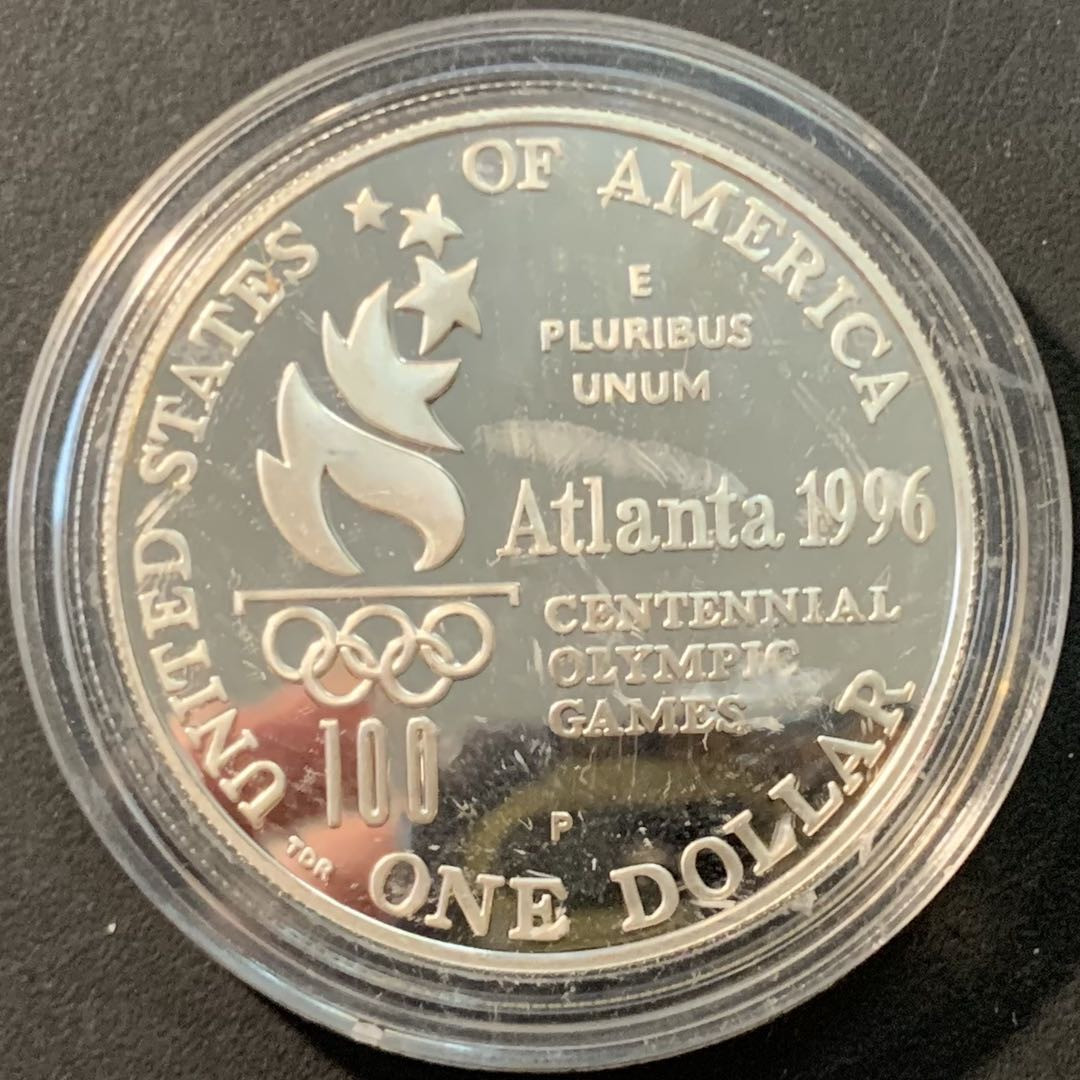 UNITED STATES OF AMERICA
E
PLURIBUS
UNUM
Atlanta 1996
CENTENNIAL
OLYMPIC
GAMES
100
P
TDR
ONE DOLLAR